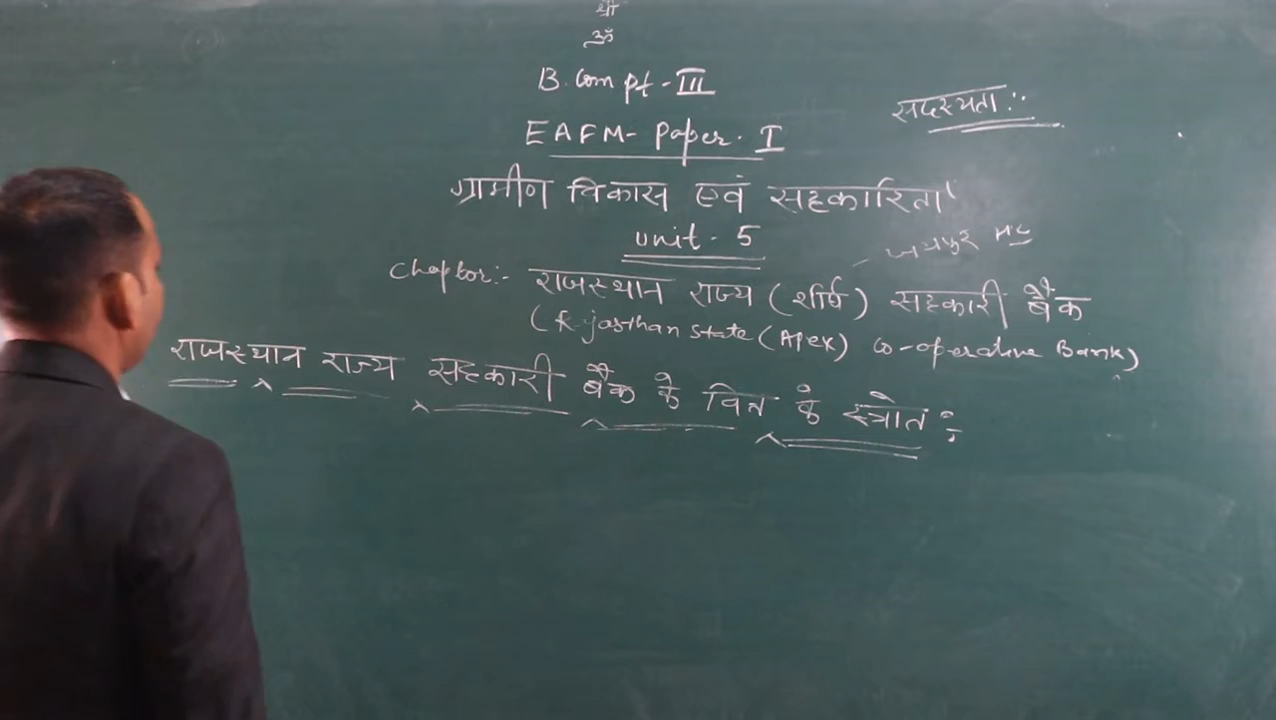 श्री
ॐ
B. Com pt - III
EAFM - Paper - I
सदस्यता :-
ग्रामीण विकास एवं सहकारिता
unit - 5
- जयपुर HQ
Chapter:- राजस्थान राज्य (शीर्ष) सहकारी बैंक
(Rajasthan State (Apex) Co-operative Bank)
राजस्थान राज्य सहकारी बैंक के वित्त के स्त्रोत :-